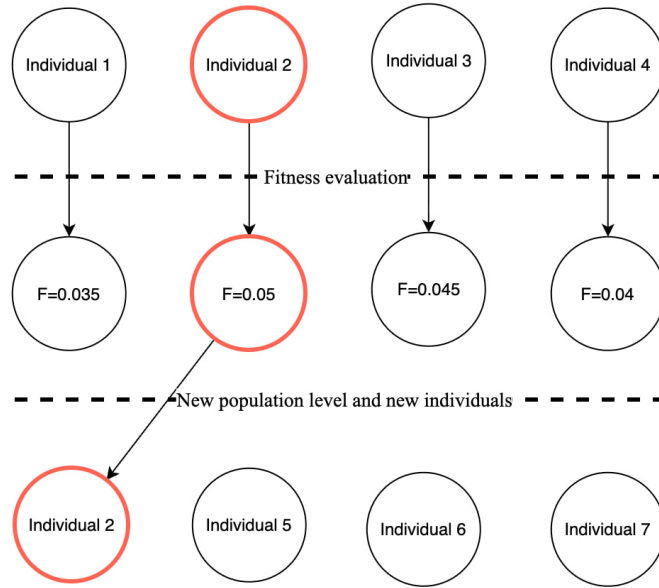 Individual 1
Individual 2
Individual 3
Individual 4
Fitness evaluation
F=0.035
F=0.05
F=0.045
F=0.04
New population level and new individuals
Individual 2
Individual 5
Individual 6
Individual 7